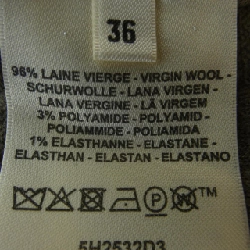 36
96% LAINE VIERGE - VIRGIN WOOL -
SCHURWOLLE - LANA VIRGEN -
LANA VERGINE - LÃ VIRGEM
3% POLYAMIDE - POLYAMID -
POLIAMMIDE - POLIAMIDA
1% ELASTHANNE - ELASTANE -
ELASTHAN - ELASTAN - ELASTANO
P W TM
5H2532D3